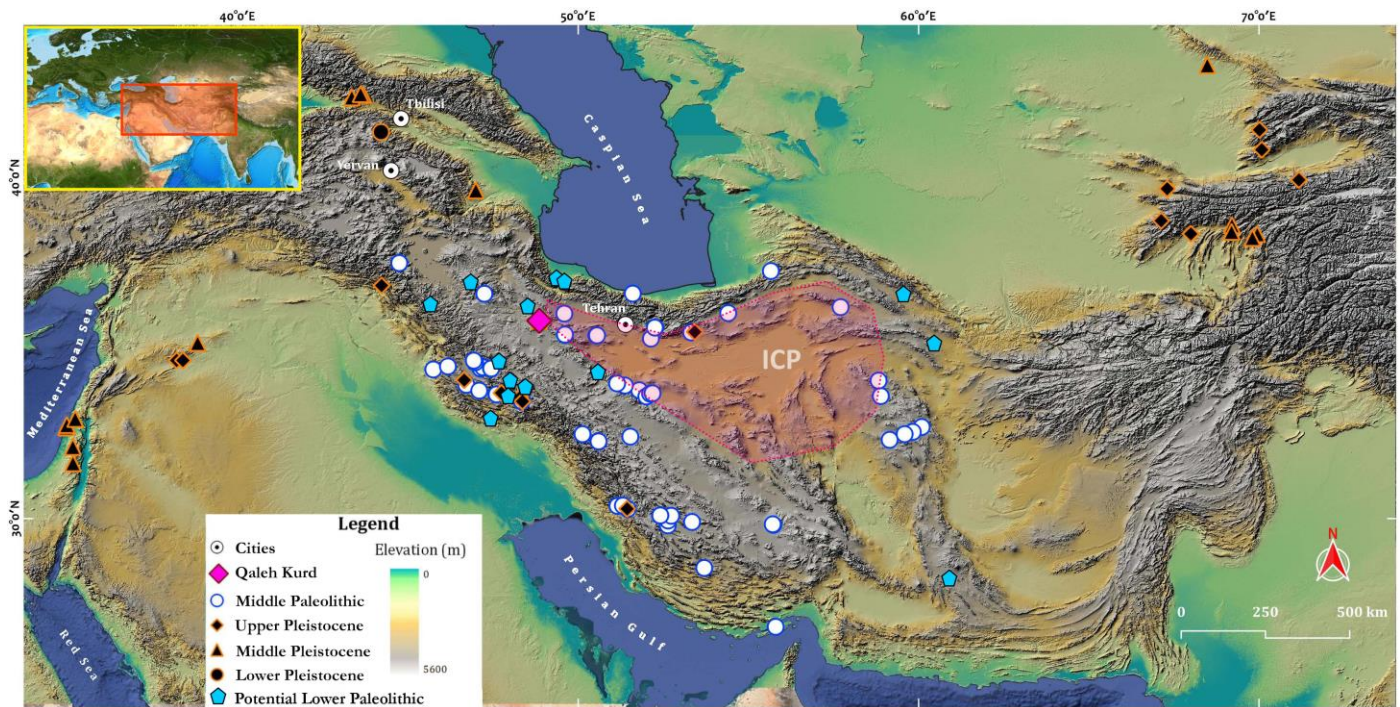 40°0'E
50°0'E
60°0'E
70°0'E
40°0'N
30°0'N
Tbilisi
Yervan
Caspian Sea
Tehran
ICP
Mediterranean Sea
Red Sea
Persian Gulf
Legend
Cities
Qaleh Kurd
Middle Paleolithic
Upper Pleistocene
Middle Pleistocene
Lower Pleistocene
Potential Lower Paleolithic
Elevation (m)
0
5600
N
0 250 500 km